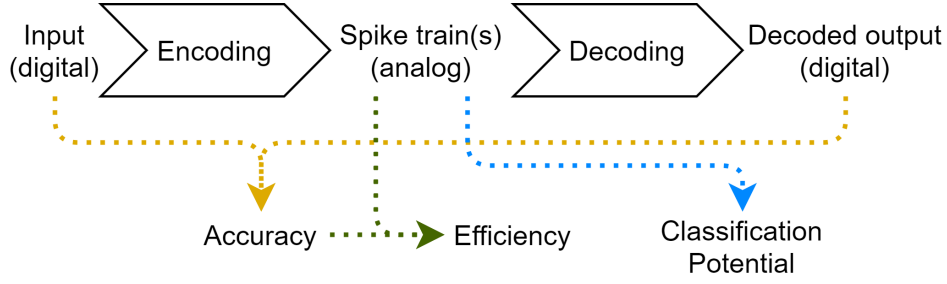 Input
(digital)
Encoding
Spike train(s)
(analog)
Decoding
Decoded output
(digital)
Accuracy
Efficiency
Classification
Potential